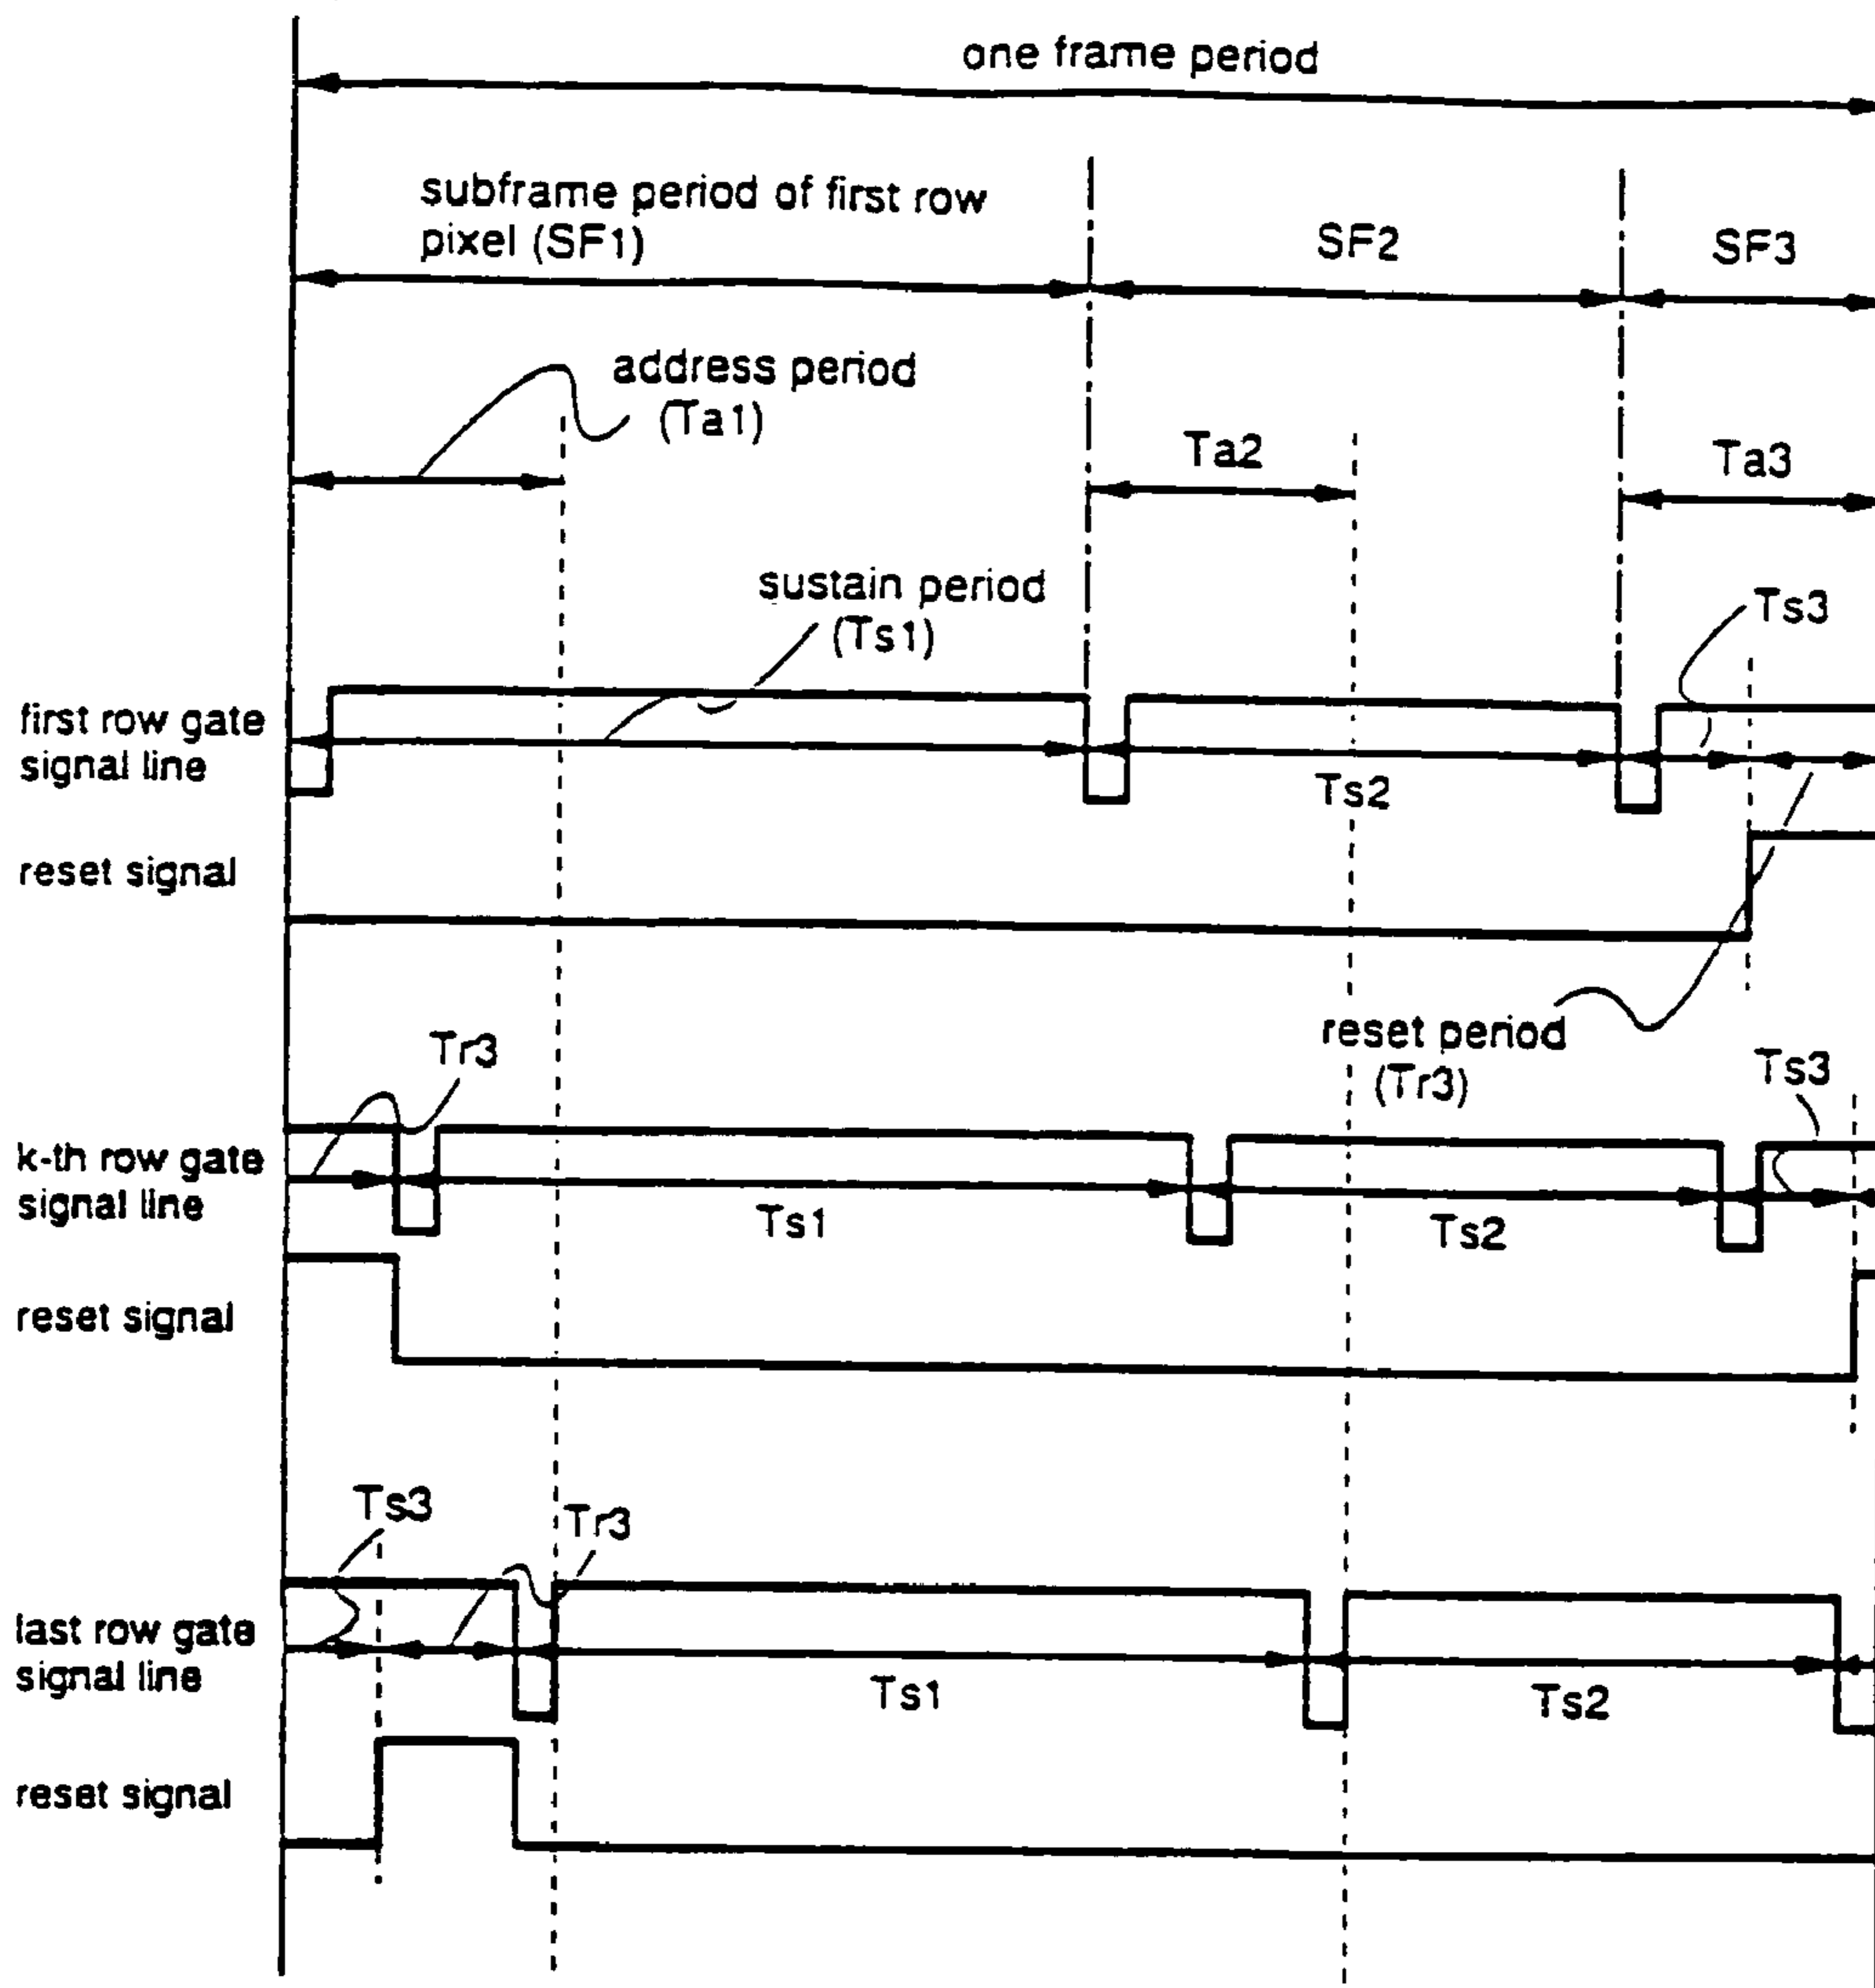 one frame period
subframe period of first row
pixel (SF1)
SF2
SF3
address period
(Ta1)
Ta2
Ta3
sustain period
(Ts1)
Ts3
first row gate
signal line
Ts2
reset signal
reset period
(Tr3)
Tr3
Ts3
k-th row gate
signal line
Ts1
Ts2
reset signal
Ts3
Tr3
last row gate
signal line
Ts1
Ts2
reset signal